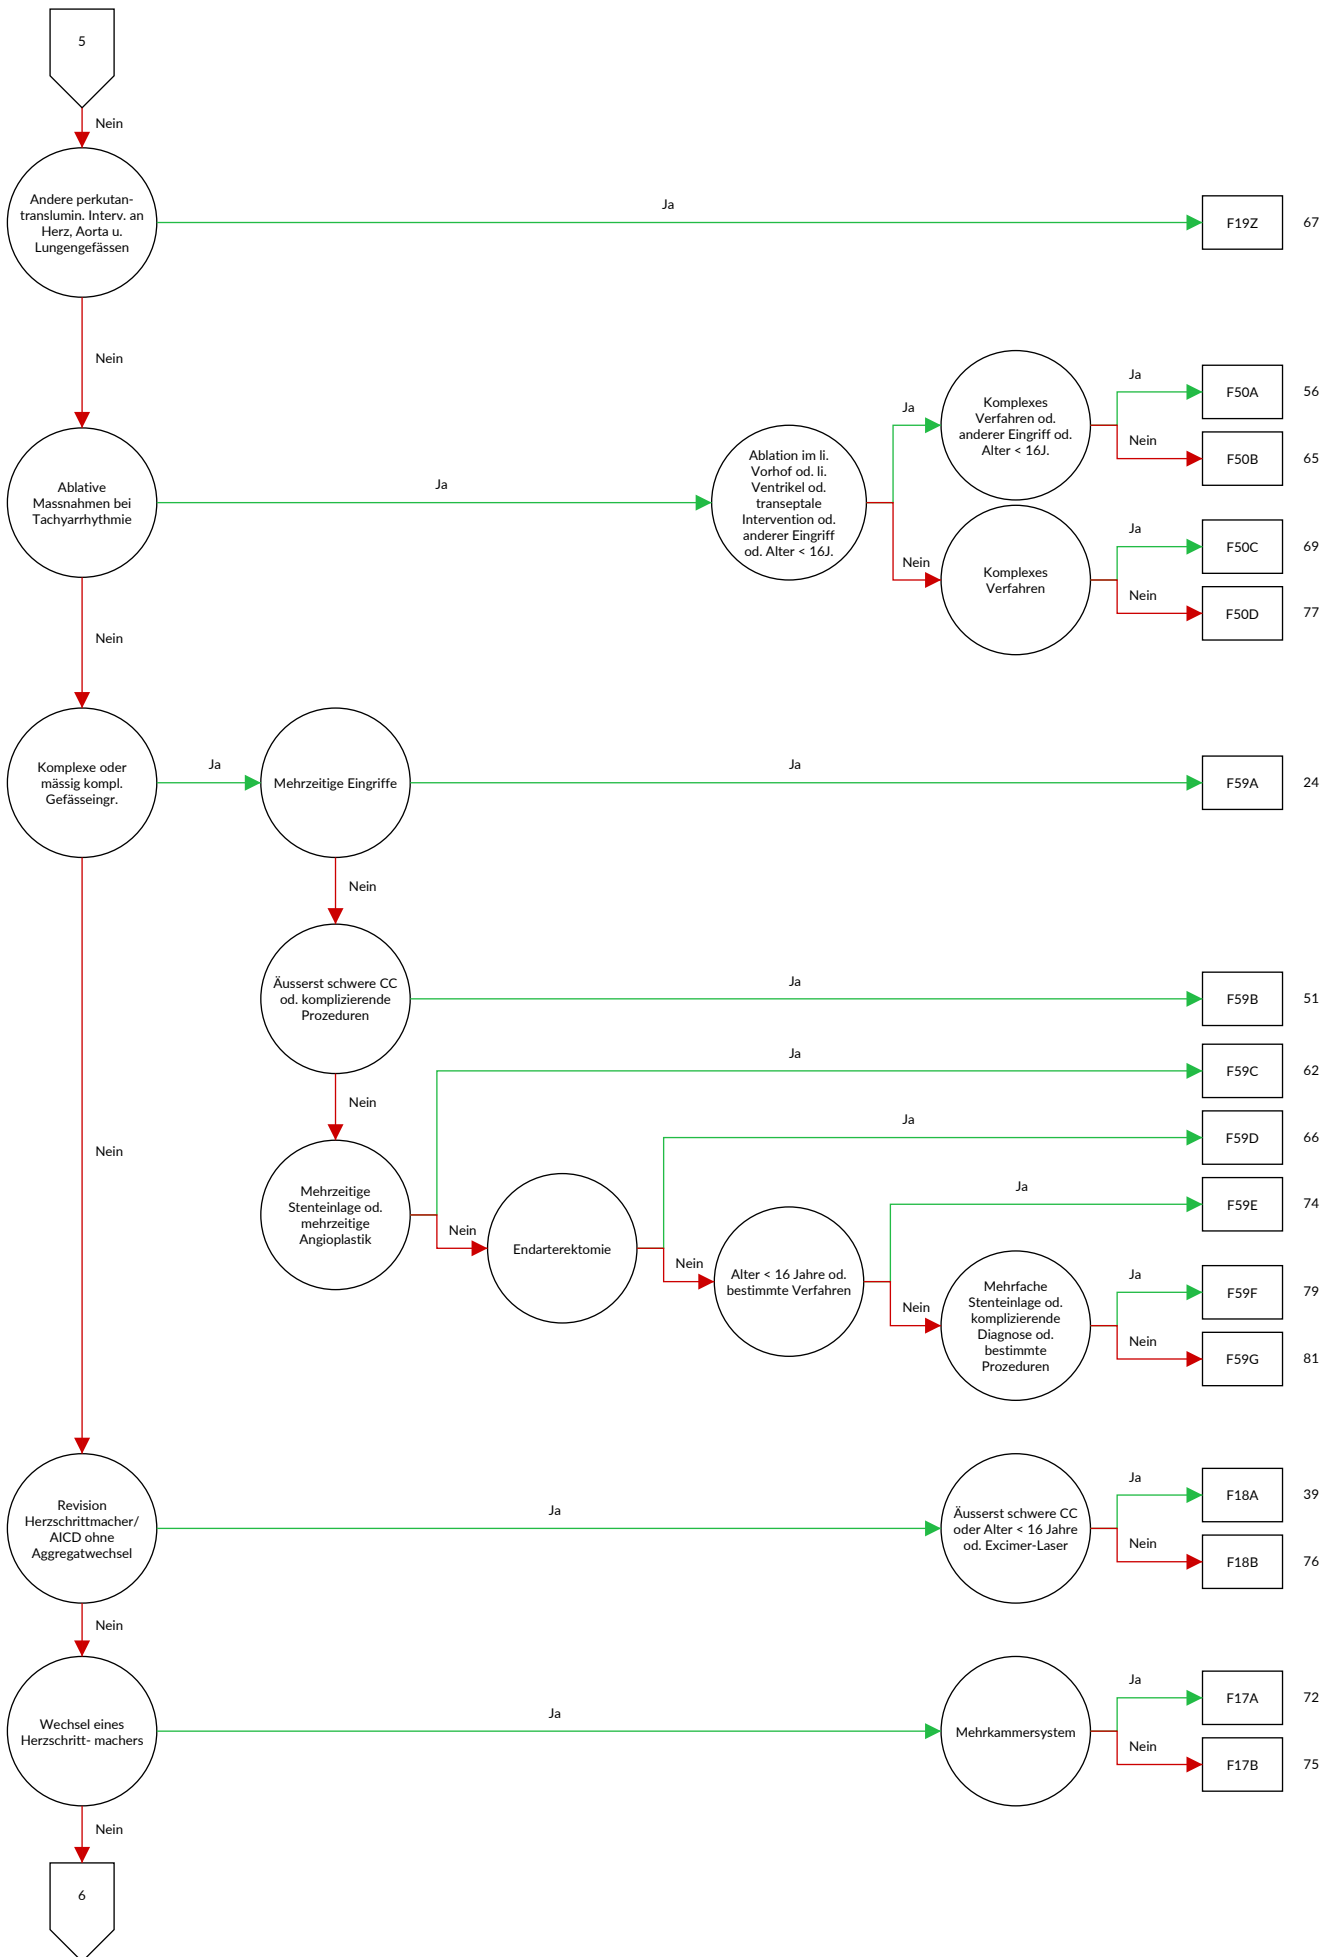 5
Nein
Andere perkutan-
translumin. Interv. an
Herz, Aorta u.
Lungengefässen
Ja
F19Z
67
Nein
Ablative
Massnahmen bei
Tachyarrhythmie
Ja
Ablation im li.
Vorhof od. li.
Ventrikel od.
transeptale
Intervention od.
anderer Eingriff
od. Alter < 16J.
Ja
Komplexes
Verfahren od.
anderer Eingriff od.
Alter < 16J.
Ja
F50A
56
Nein
F50B
65
Nein
Komplexes
Verfahren
Ja
F50C
69
Nein
F50D
77
Nein
Komplexe oder
mässig kompl.
Gefässeingr.
Ja
Mehrzeitige Eingriffe
Ja
F59A
24
Nein
Äusserst schwere CC
od. komplizierende
Prozeduren
Ja
F59B
51
Nein
Mehrzeitige
Stenteinlage od.
mehrzeitige
Angioplastik
Ja
F59C
62
Nein
Endarterektomie
Ja
F59D
66
Nein
Alter < 16 Jahre od.
bestimmte Verfahren
Ja
F59E
74
Nein
Mehrfache
Stenteinlage od.
komplizierende
Diagnose od.
bestimmte
Prozeduren
Ja
F59F
79
Nein
F59G
81
Nein
Revision
Herzschrittmacher/
AICD ohne
Aggregatwechsel
Ja
Äusserst schwere CC
oder Alter < 16 Jahre
od. Excimer-Laser
Ja
F18A
39
Nein
F18B
76
Nein
Wechsel eines
Herzschritt- machers
Ja
Mehrkammersystem
Ja
F17A
72
Nein
F17B
75
Nein
6